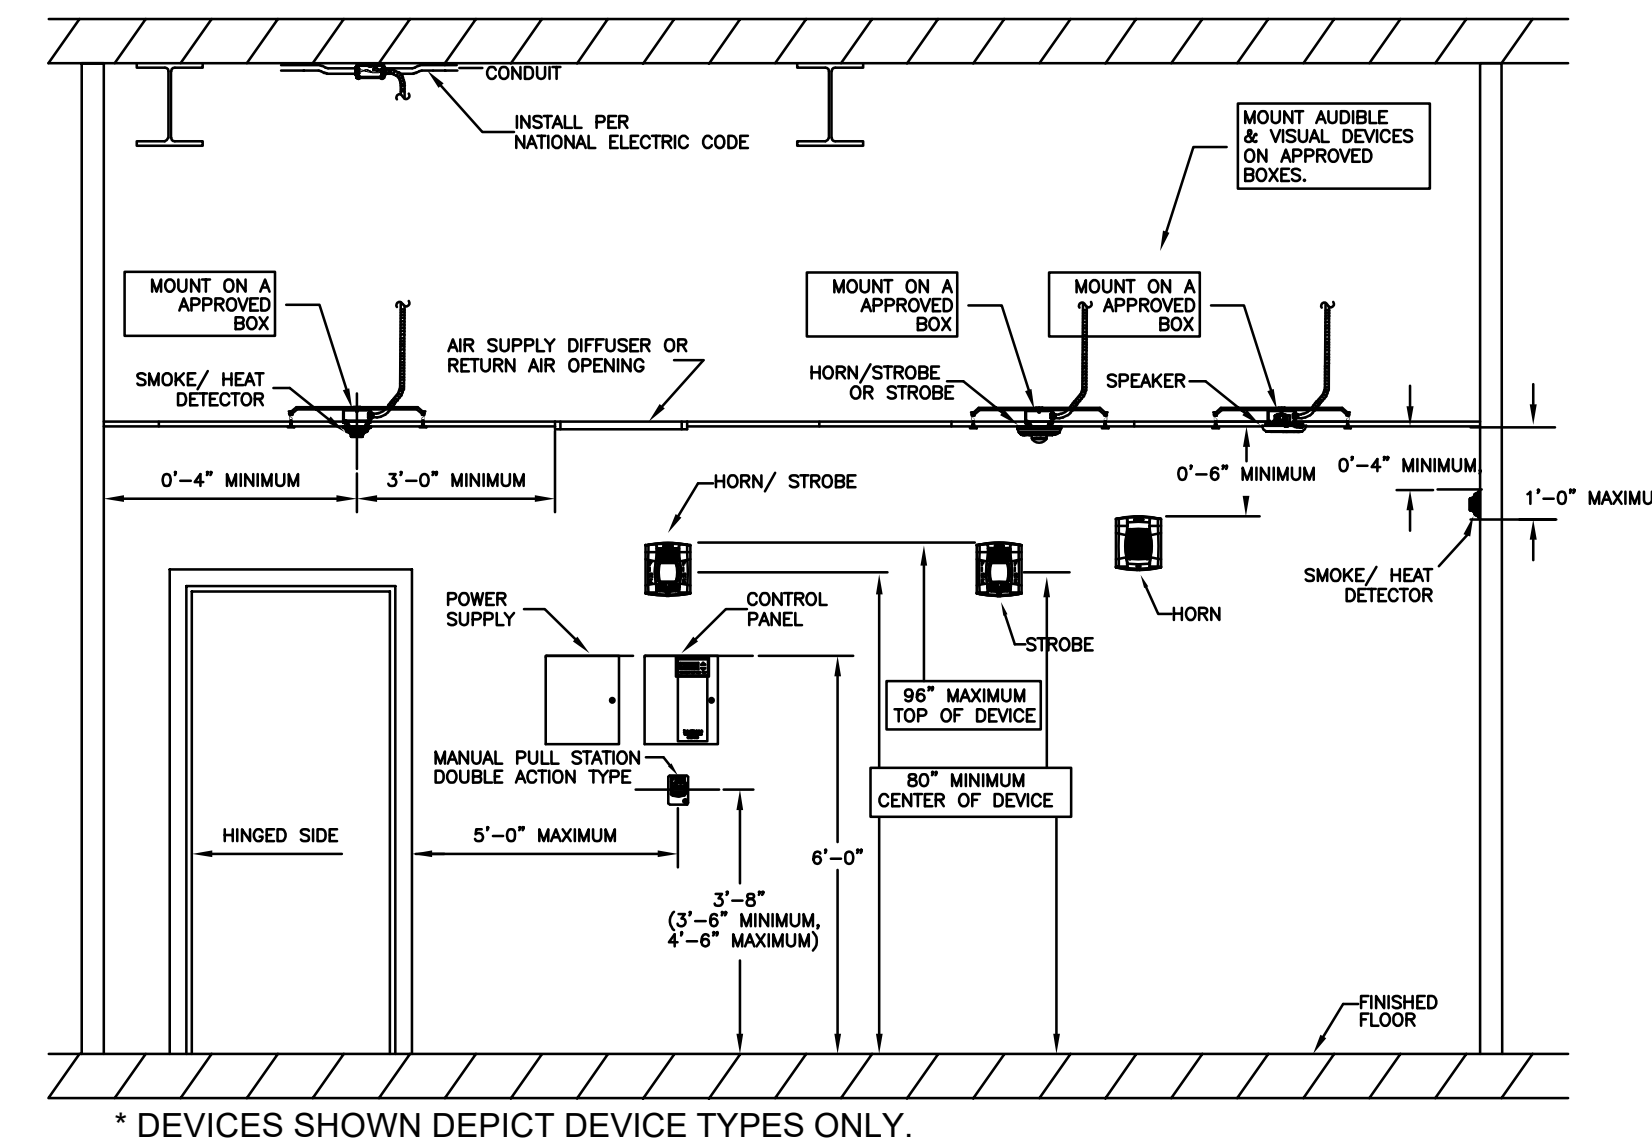 CONDUIT
INSTALL PER
NATIONAL ELECTRIC CODE
MOUNT AUDIBLE
& VISUAL DEVICES
ON APPROVED
BOXES.
MOUNT ON A
APPROVED
BOX
MOUNT ON A
APPROVED
BOX
MOUNT ON A
APPROVED
BOX
AIR SUPPLY DIFFUSER OR
RETURN AIR OPENING
SMOKE/ HEAT
DETECTOR
HORN/STROBE
OR STROBE
SPEAKER
0'-4" MINIMUM
3'-0" MINIMUM
0'-6" MINIMUM
0'-4" MINIMUM
1'-0" MAXIMU
HORN/ STROBE
SMOKE/ HEAT
DETECTOR
POWER
SUPPLY
CONTROL
PANEL
HORN
STROBE
96" MAXIMUM
TOP OF DEVICE
MANUAL PULL STATION
DOUBLE ACTION TYPE
80" MINIMUM
CENTER OF DEVICE
HINGED SIDE
5'-0" MAXIMUM
6'-0"
3'-8"
(3'-6" MINIMUM,
4'-6" MAXIMUM)
FINISHED
FLOOR
* DEVICES SHOWN DEPICT DEVICE TYPES ONLY.